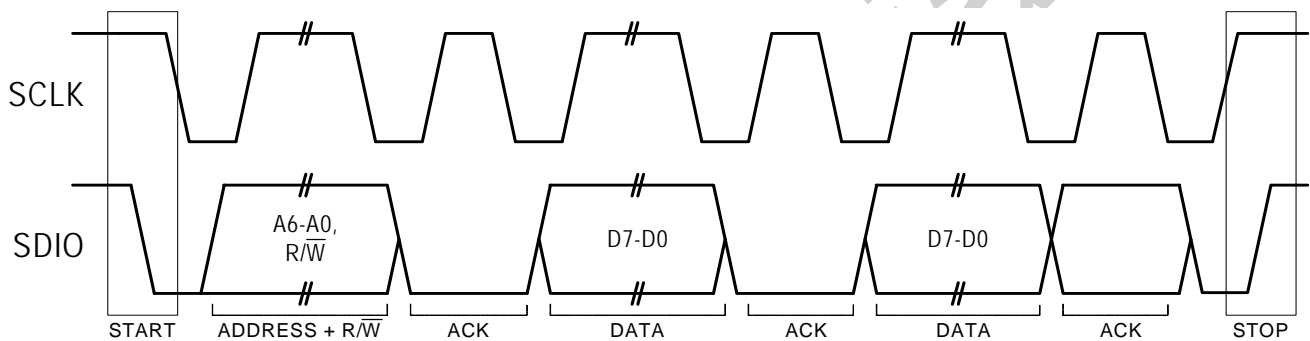 SCLK
SDIO
A6-A0,
R/W̅
D7-D0
D7-D0
START
ADDRESS + R/W̅
ACK
DATA
ACK
DATA
ACK
STOP